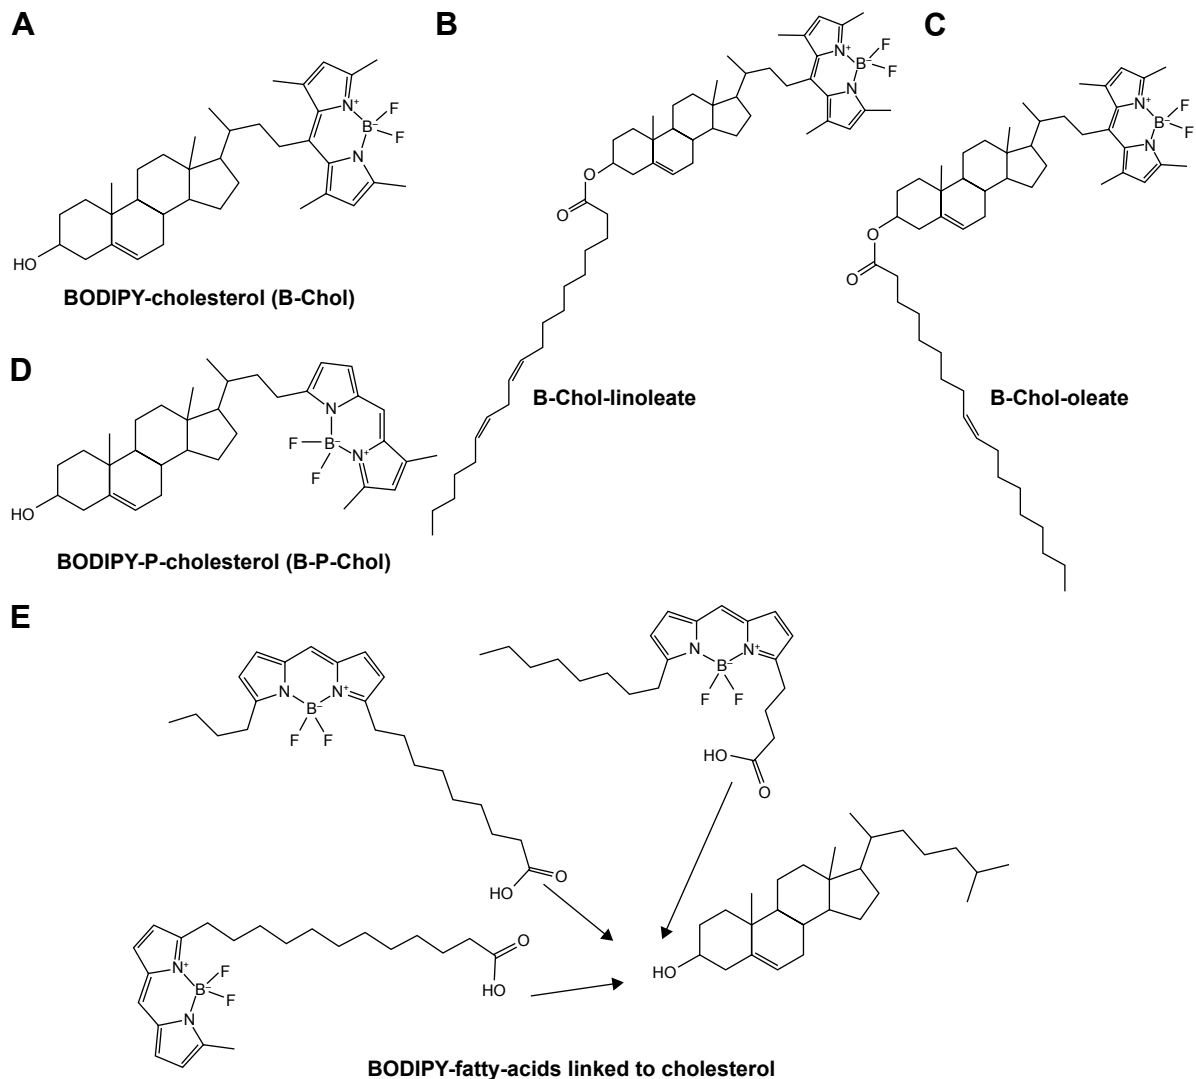 A
N⁺
F
B⁻
F
N
HO
BODIPY-cholesterol (B-Chol)
B
N⁺
F
B⁻
F
N
O
O
B-Chol-linoleate
C
N⁺
F
B⁻
F
N
O
O
B-Chol-oleate
D
N
F
B⁻
F
N⁺
HO
BODIPY-P-cholesterol (B-P-Chol)
E
N
N⁺
B⁻
F
F
O
HO
N
N⁺
B⁻
F
F
HO
O
N⁺
F
B⁻
F
N
O
HO
HO
BODIPY-fatty-acids linked to cholesterol